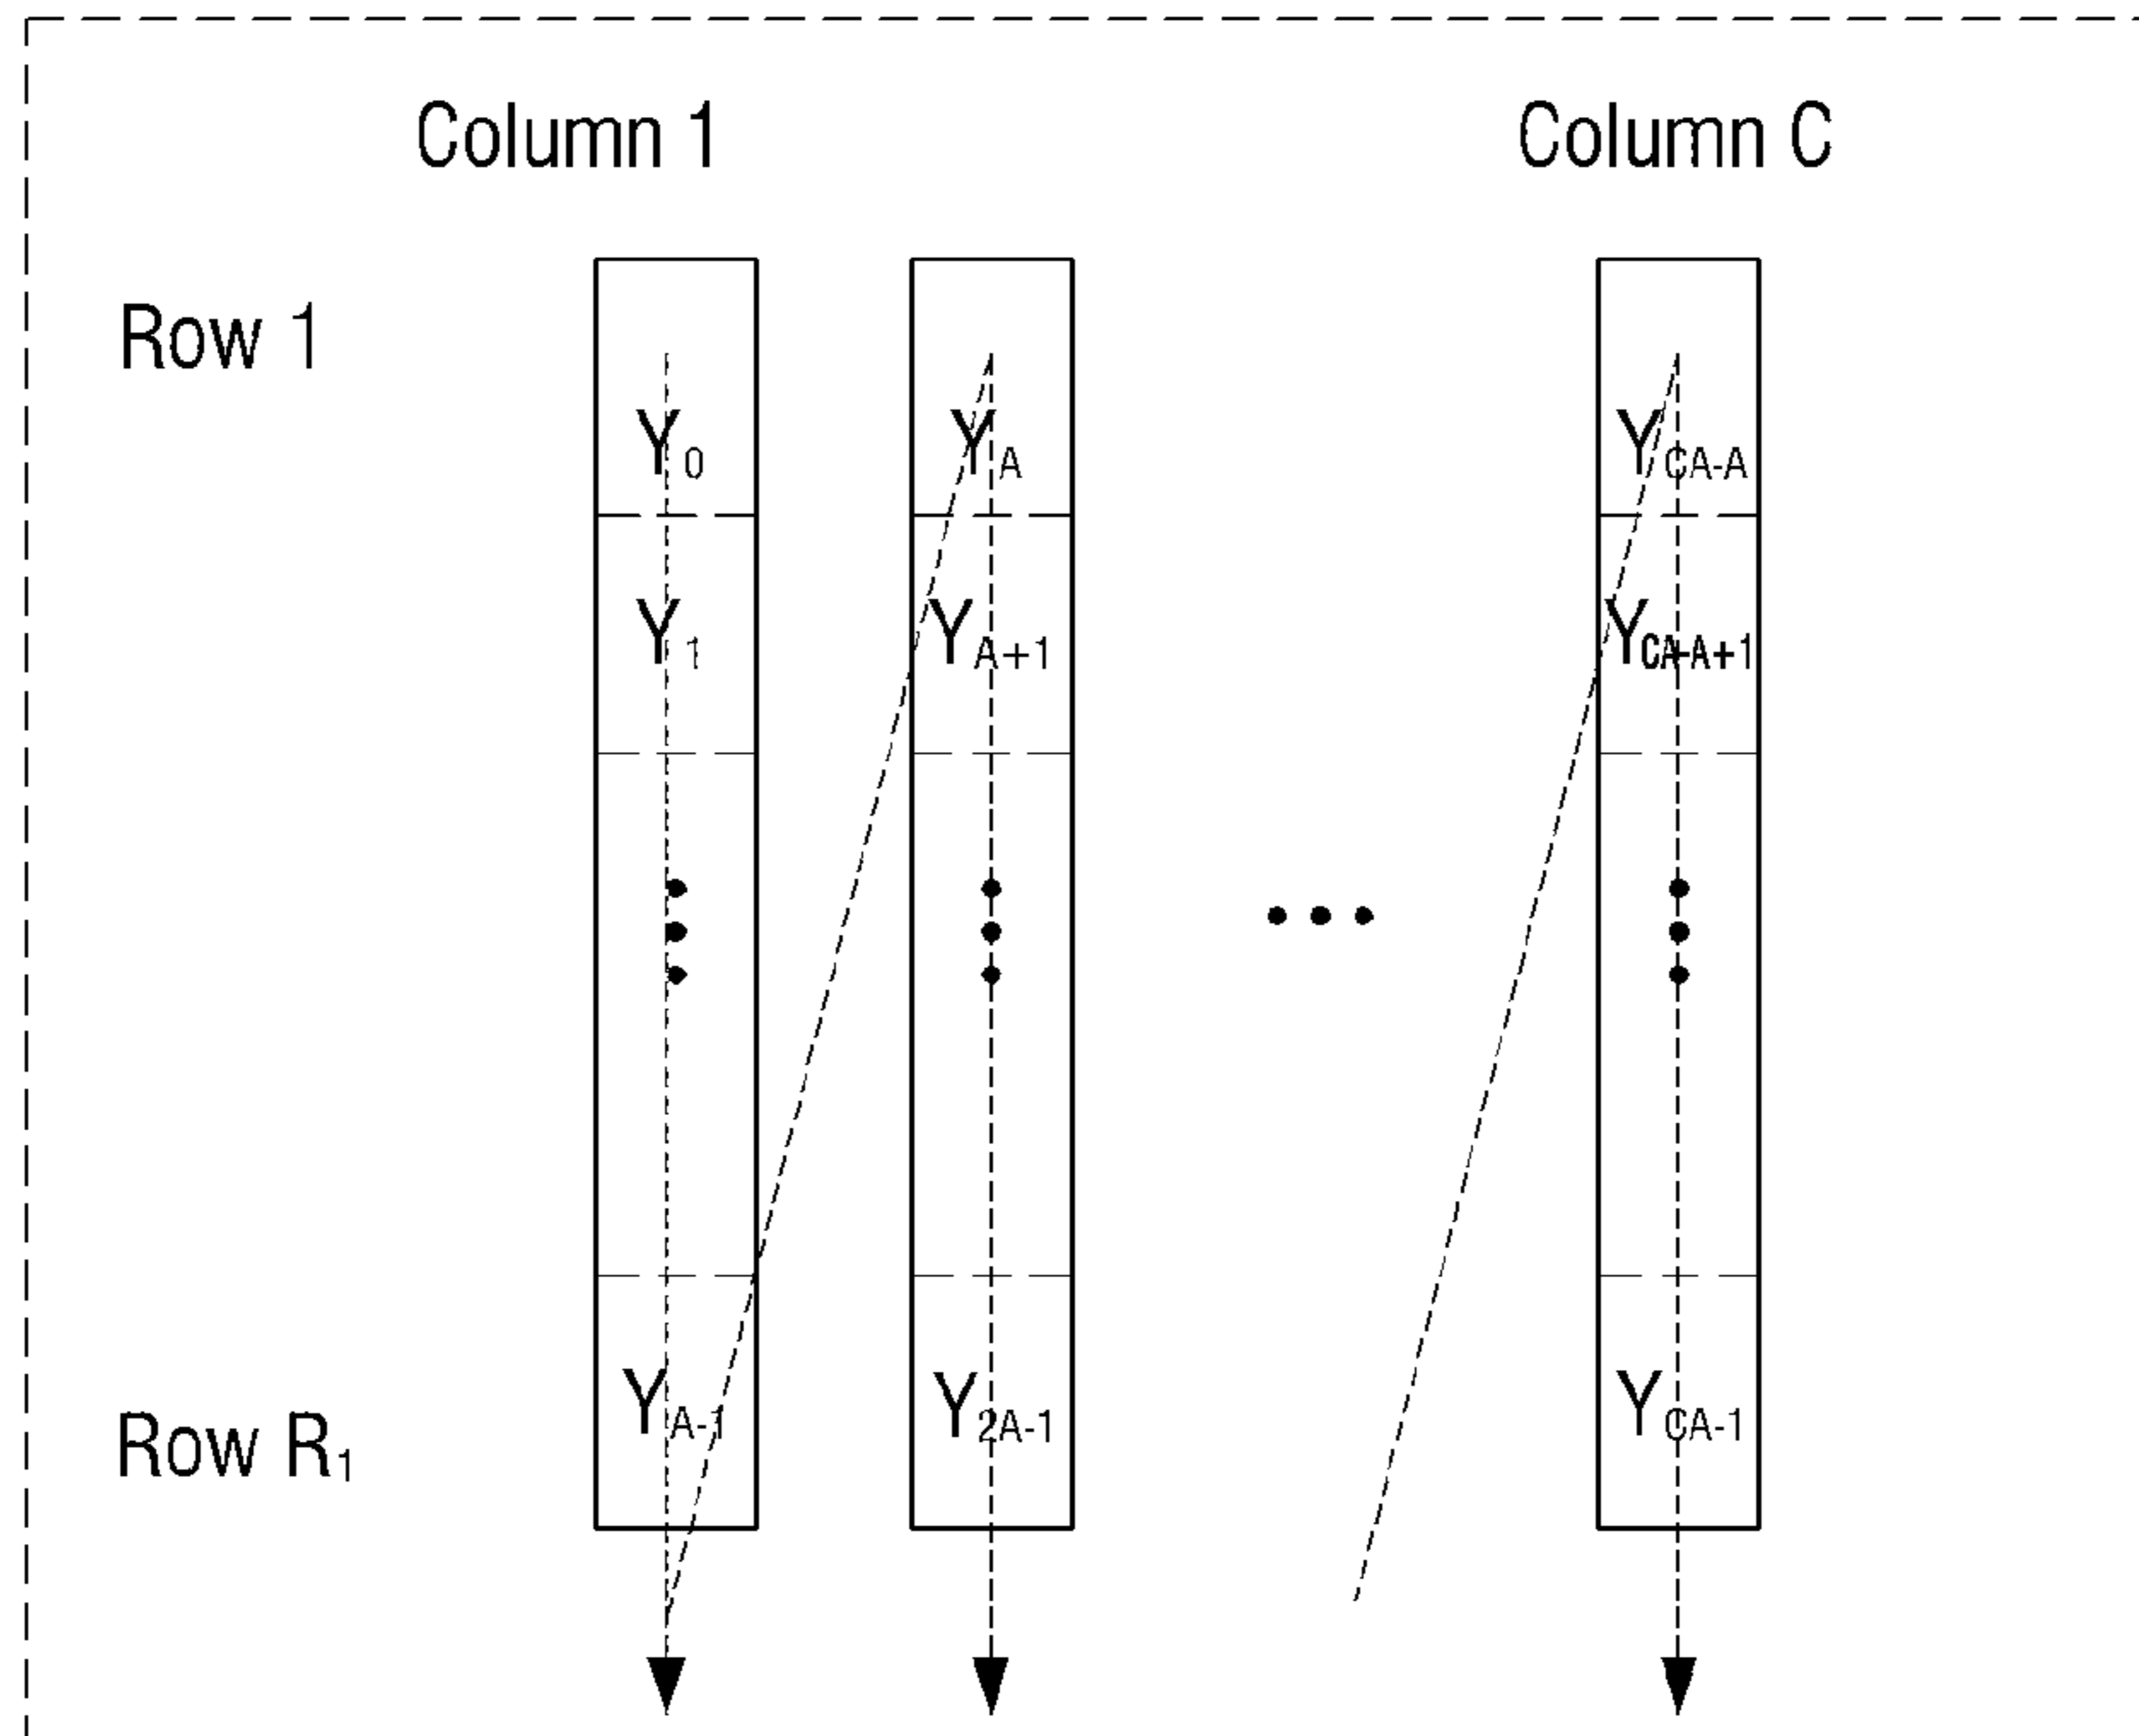 Column 1 Column C
Row 1
Y0 YA YCA-A
Y1 YA+1 YCA+A+1
YA-1 Y2A-1 YCA-1
Row R1